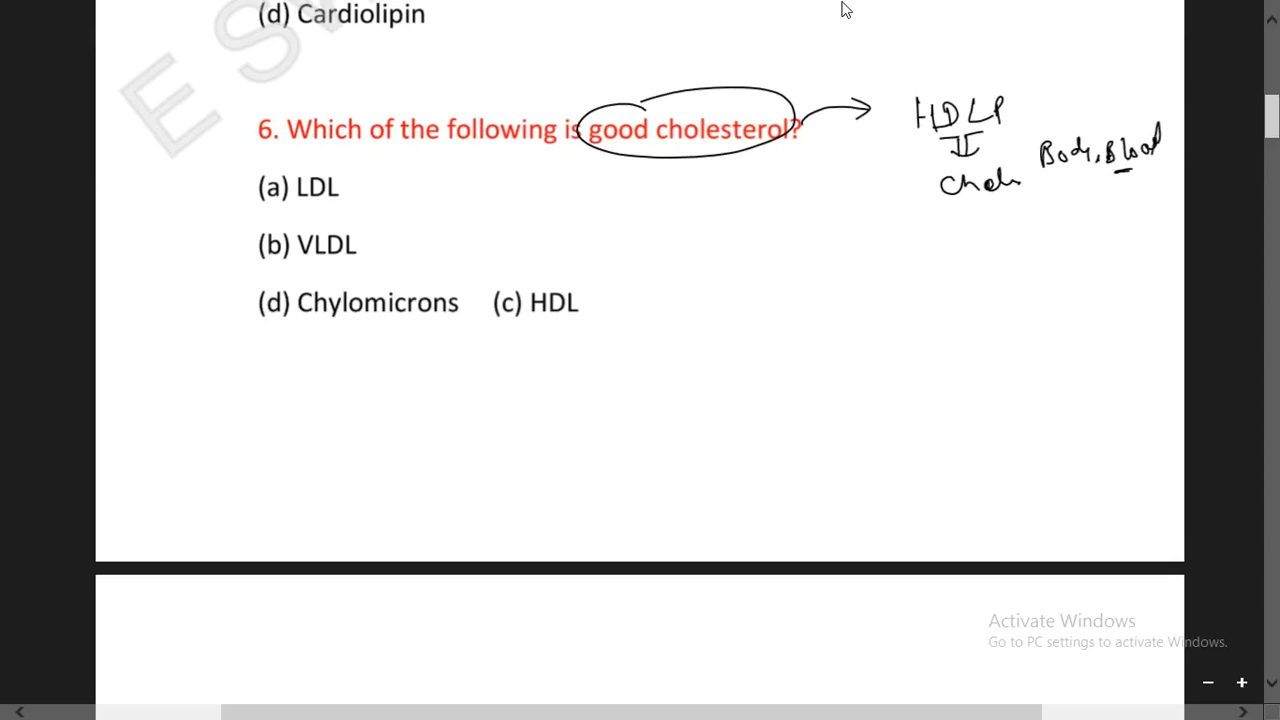 (d) Cardiolipin
6. Which of the following is good cholesterol?
HDLP
Body, Blood
(a) LDL
(b) VLDL
(d) Chylomicrons (c) HDL
Activate Windows
Go to PC settings to activate Windows.